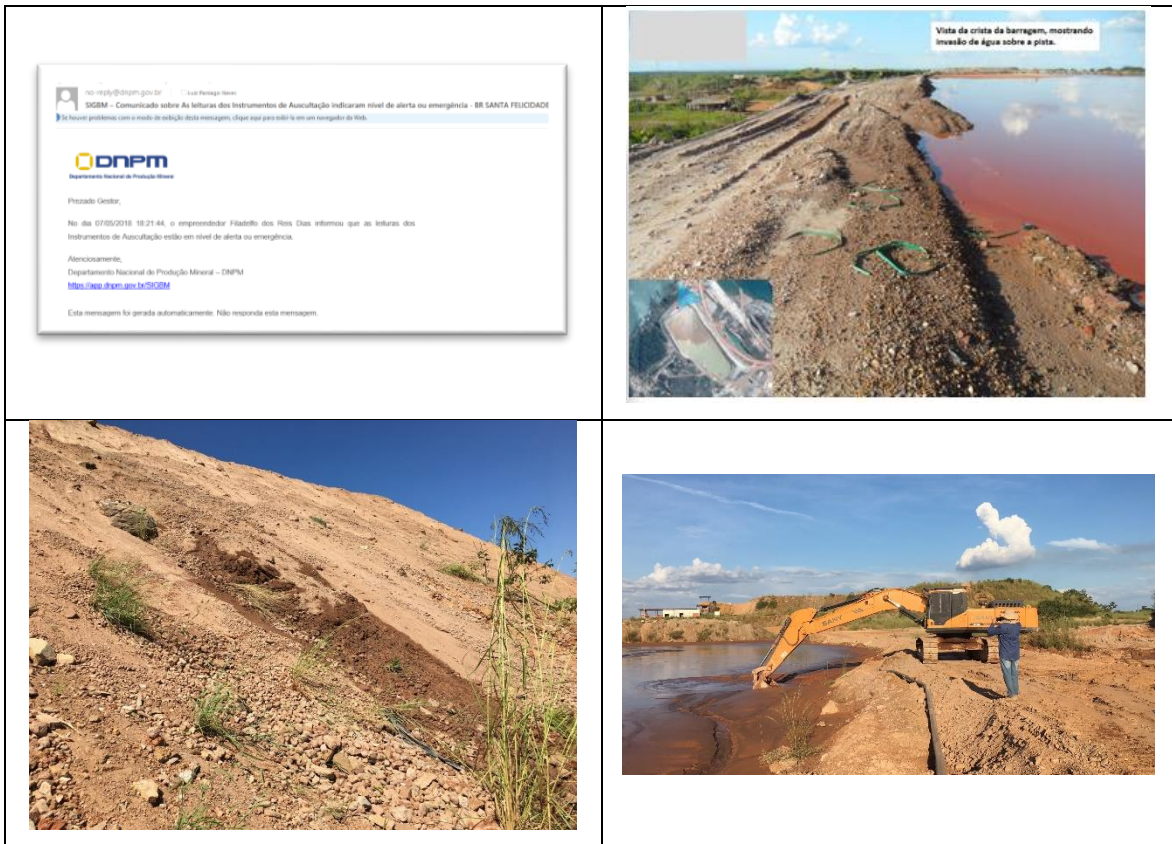 no-reply@dnpm.gov.br
SIGBM – Comunicado sobre As leituras dos Instrumentos de Auscultação indicaram nível de alerta ou emergência - BR SANTA FELICIDADE
Se houver problemas com o modo de exibição desta mensagem, clique aqui para exibi-la em um navegador da Web.
DNPM
Departamento Nacional de Produção Mineral
Prezado Gestor,
No dia 07/05/2018 18:21:44, o empreendedor Filadelfo dos Reis Dias informou que as leituras dos
Instrumentos de Auscultação estão em nível de alerta ou emergência.
Atenciosamente,
Departamento Nacional de Produção Mineral – DNPM
https://app.dnpm.gov.br/SIGBM
Esta mensagem foi gerada automaticamente. Não responda esta mensagem.
Vista da crista da barragem, mostrando
invasão de água sobre a pista.
SANY